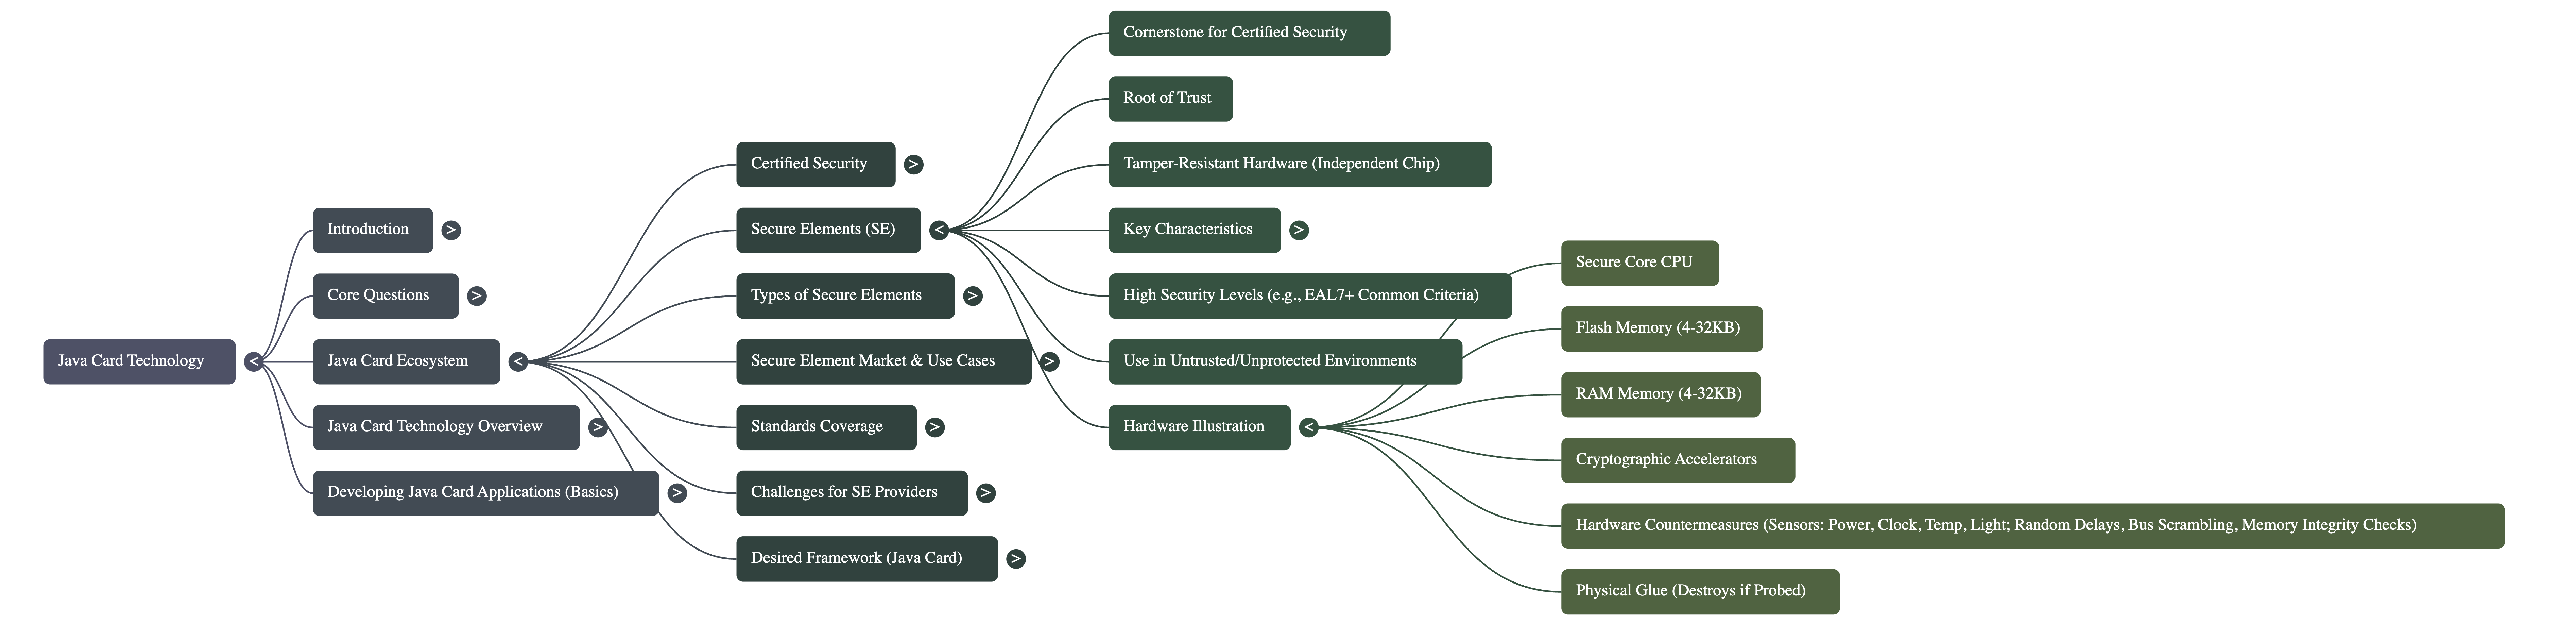 Java Card Technology
<
Introduction
>
Core Questions
>
Java Card Ecosystem
<
Java Card Technology Overview
>
Developing Java Card Applications (Basics)
>
Certified Security
>
Secure Elements (SE)
<
Types of Secure Elements
>
Secure Element Market & Use Cases
>
Standards Coverage
>
Challenges for SE Providers
>
Desired Framework (Java Card)
>
Cornerstone for Certified Security
Root of Trust
Tamper-Resistant Hardware (Independent Chip)
Key Characteristics
>
High Security Levels (e.g., EAL7+ Common Criteria)
Use in Untrusted/Unprotected Environments
Hardware Illustration
<
Secure Core CPU
Flash Memory (4-32KB)
RAM Memory (4-32KB)
Cryptographic Accelerators
Hardware Countermeasures (Sensors: Power, Clock, Temp, Light; Random Delays, Bus Scrambling, Memory Integrity Checks)
Physical Glue (Destroys if Probed)